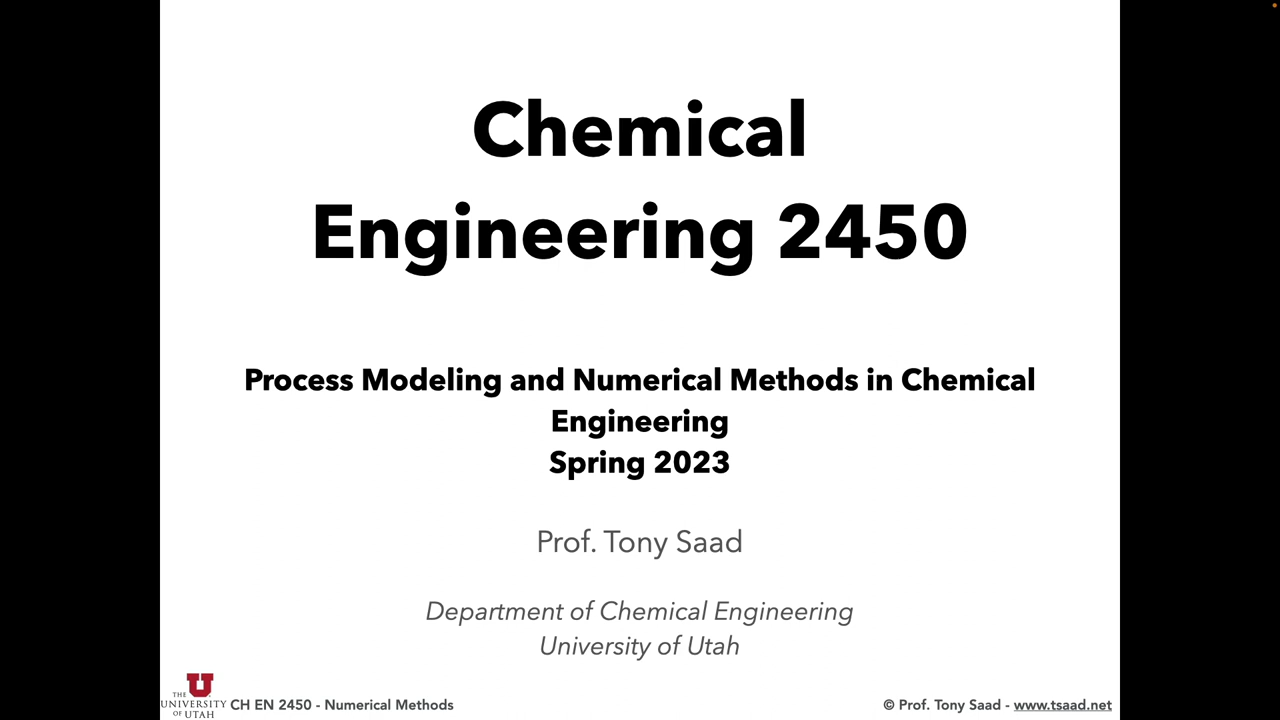 Chemical
Engineering 2450
Process Modeling and Numerical Methods in Chemical
Engineering
Spring 2023
Prof. Tony Saad
Department of Chemical Engineering
University of Utah
THE
UNIVERSITY
OF UTAH
CH EN 2450 - Numerical Methods
© Prof. Tony Saad - www.tsaad.net